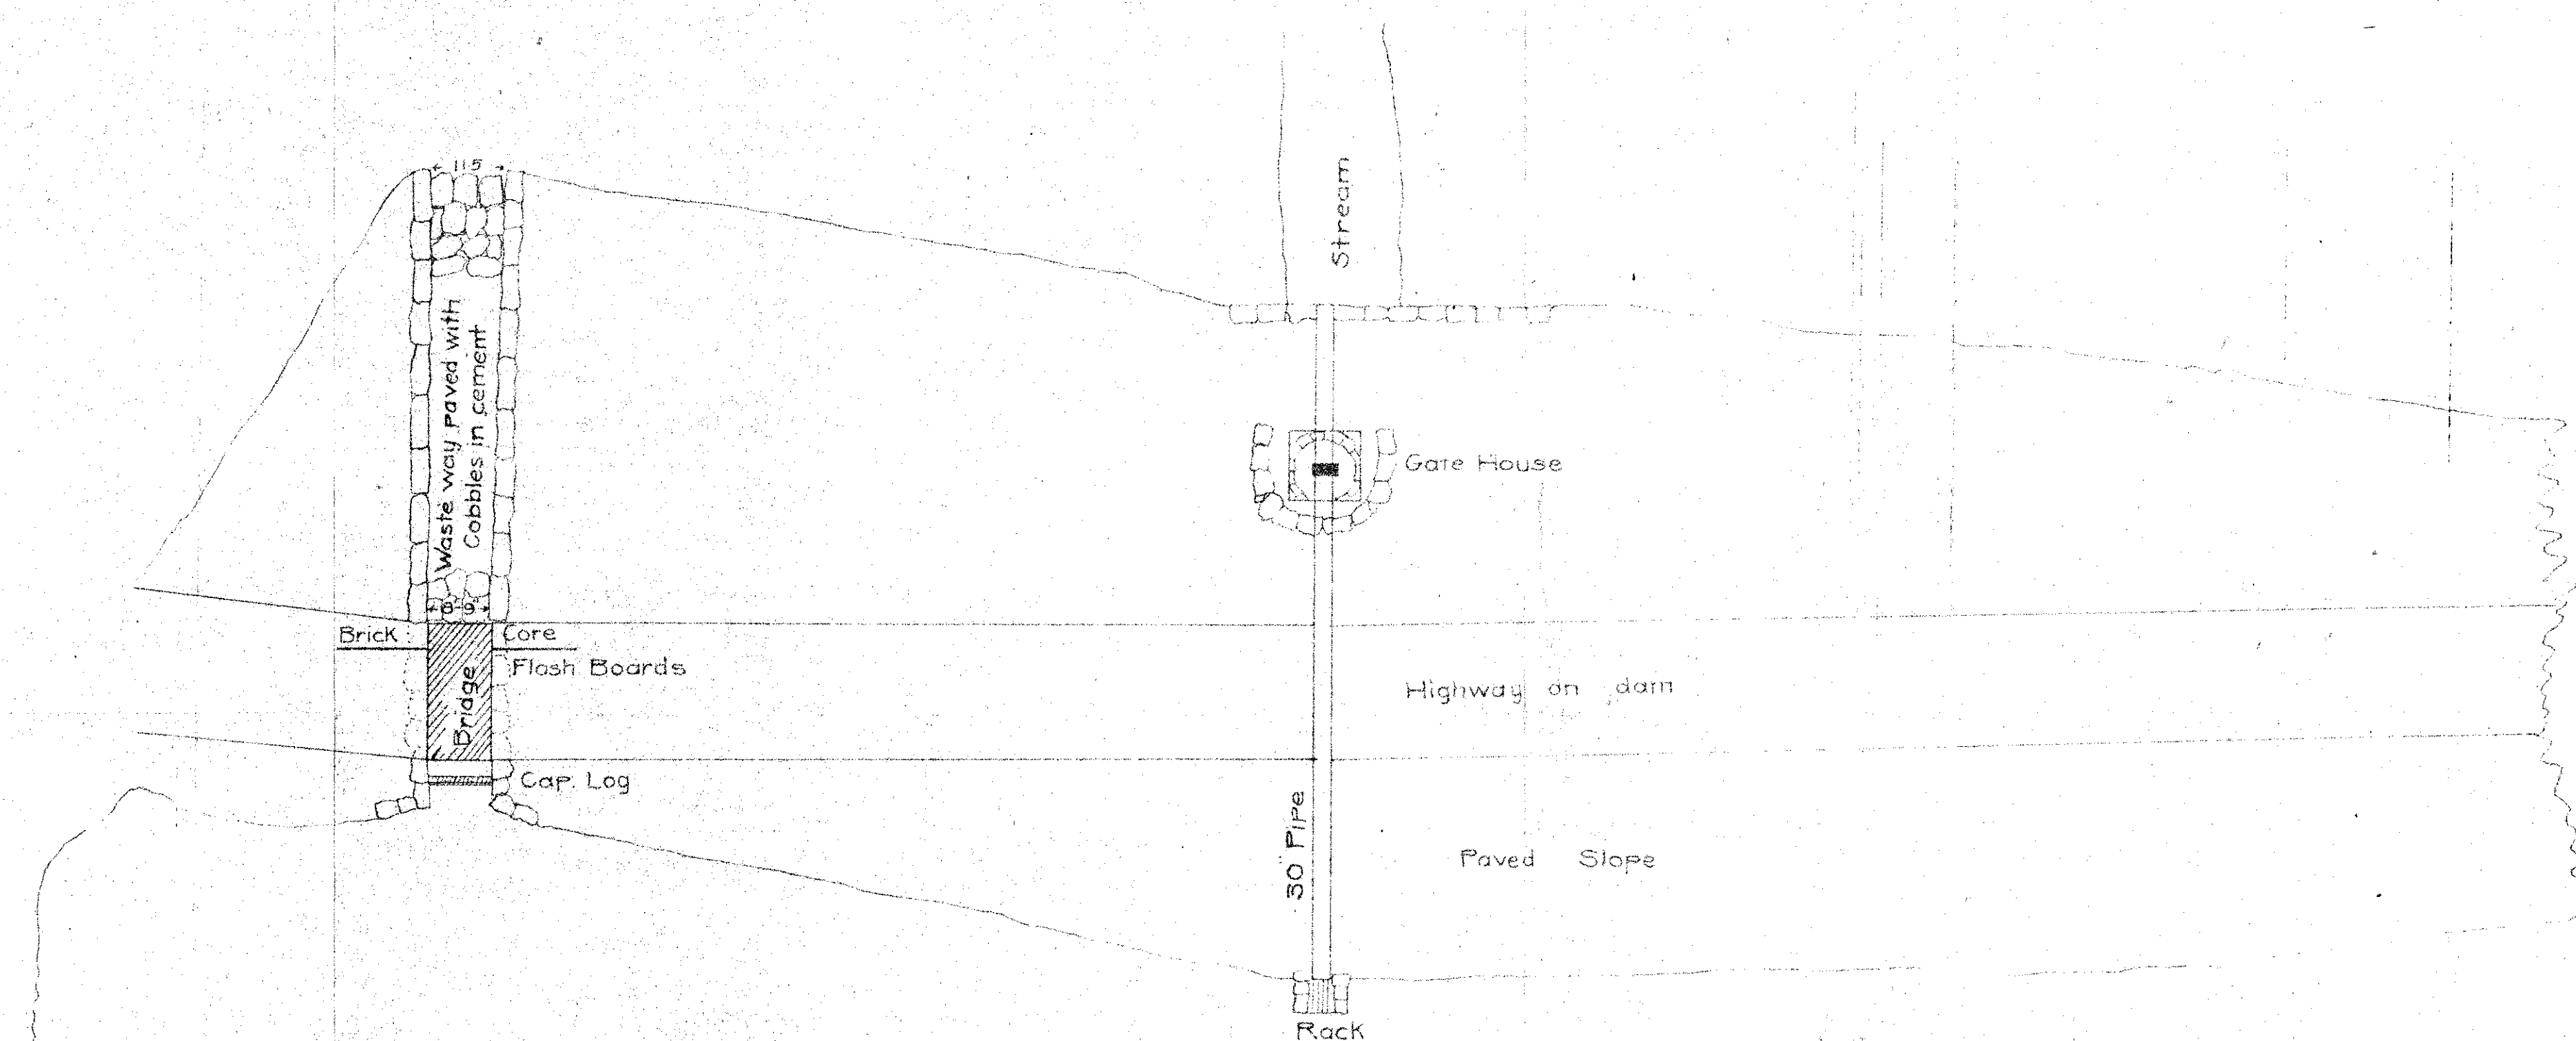 11.5
Stream
Waste way paved with
Cobbles in cement
Gate House
8-9"
Brick
Core
Flash Boards
Bridge
Highway on dam
Cap. Log
30" Pipe
Paved Slope
Rack